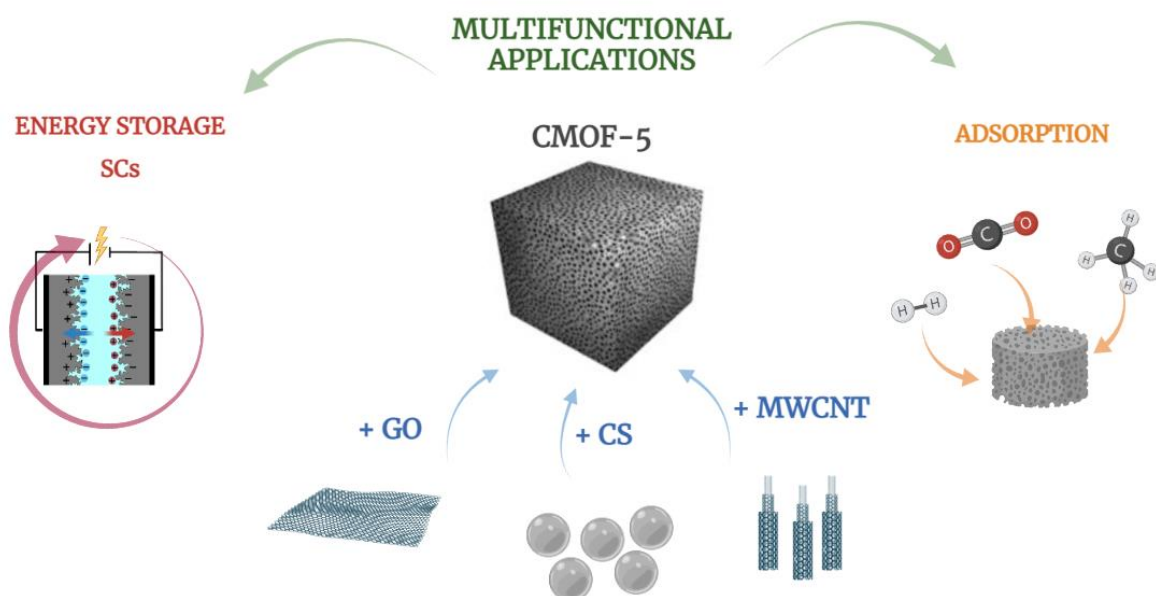 MULTIFUNCTIONAL
APPLICATIONS
ENERGY STORAGE
SCs
CMOF-5
ADSORPTION
O C O
H
H C H
H
H H
+ GO
+ CS
+ MWCNT